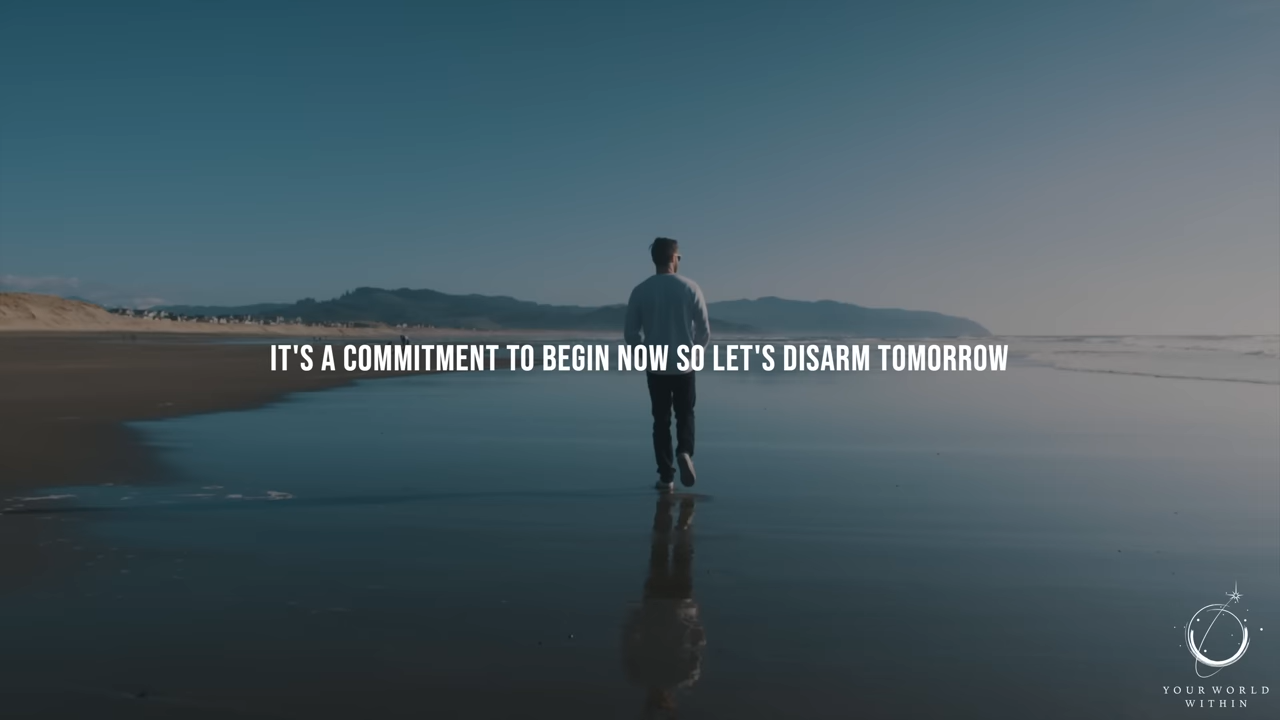 IT'S A COMMITMENT TO BEGIN NOW SO LET'S DISARM TOMORROW
YOUR WORLD
WITHIN